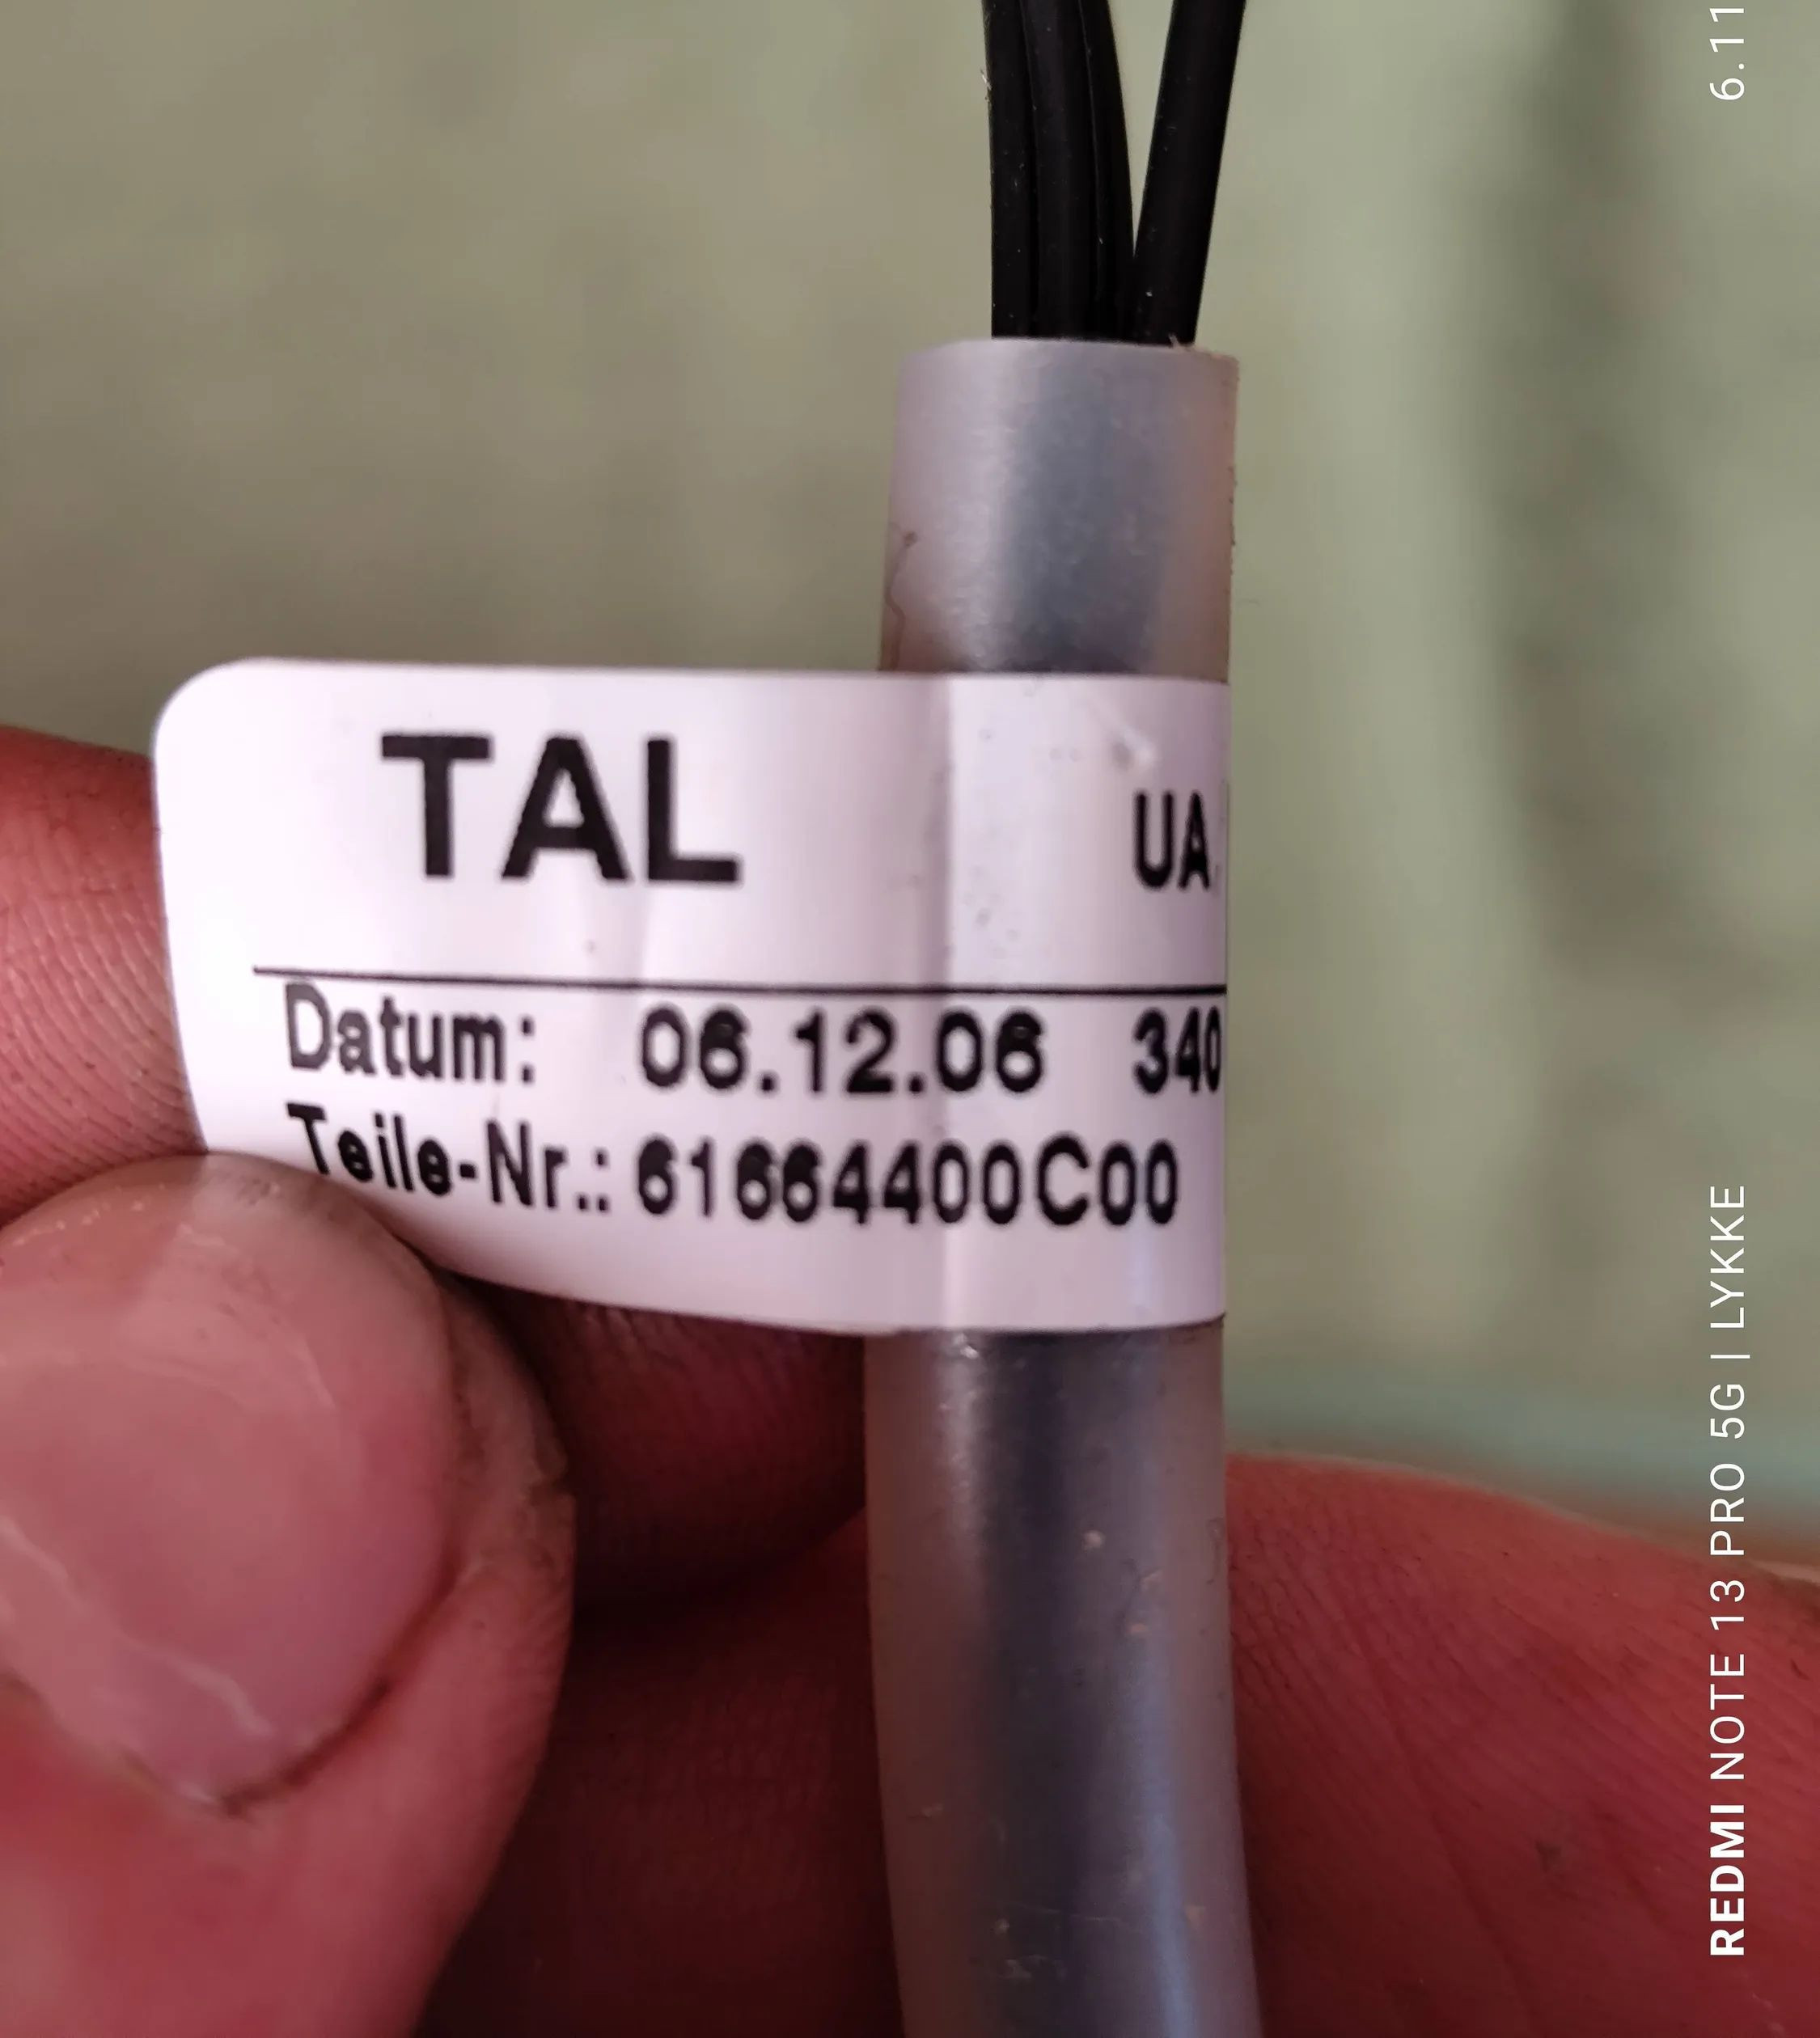 TAL UA
Datum: 06.12.06 340
Teile-Nr.: 61664400C00
REDMI NOTE 13 PRO 5G | LYKKE
6.11